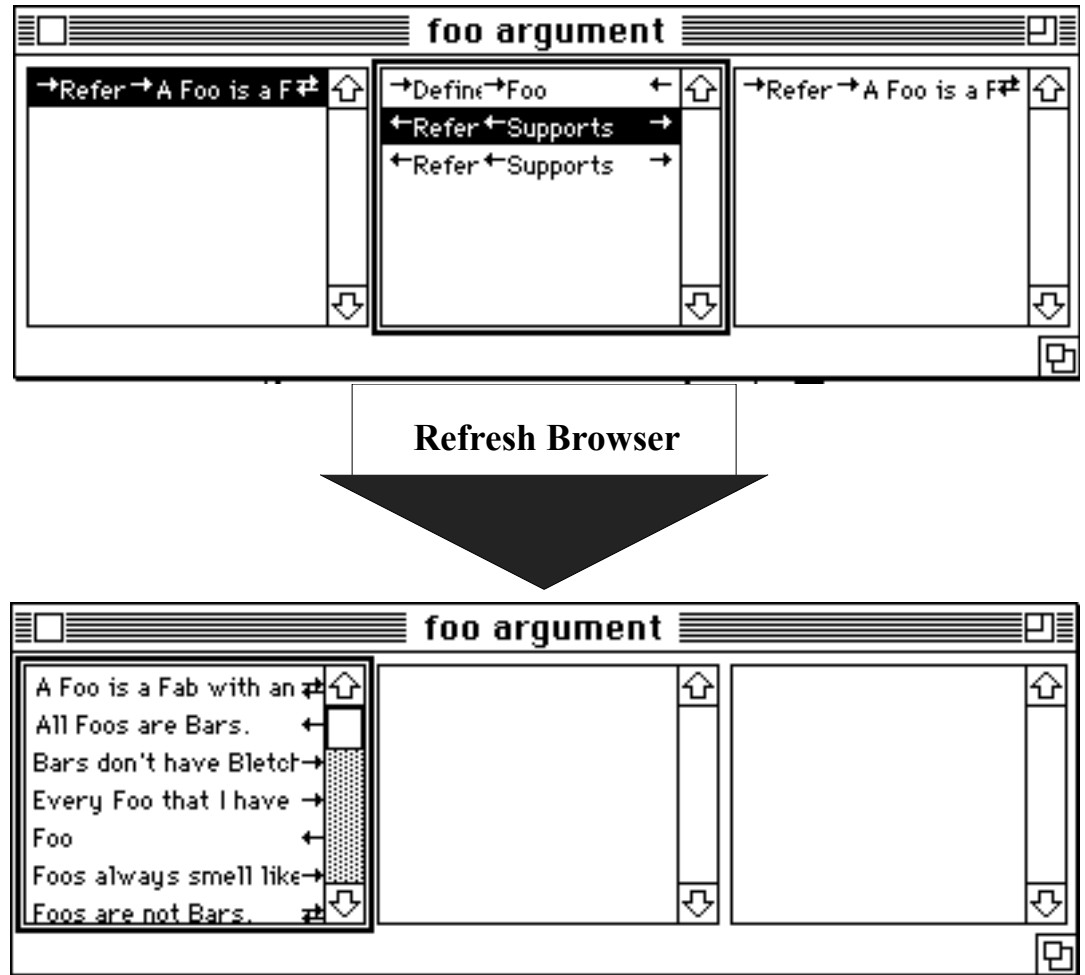 foo argument
→Refer→A Foo is a F⇄
→Define→Foo ←
←Refer←Supports →
←Refer←Supports →
→Refer→A Foo is a F⇄
Refresh Browser
foo argument
A Foo is a Fab with an ⇄
All Foos are Bars. ←
Bars don't have Bletch→
Every Foo that I have →
Foo ←
Foos always smell like→
Foos are not Bars. ⇄